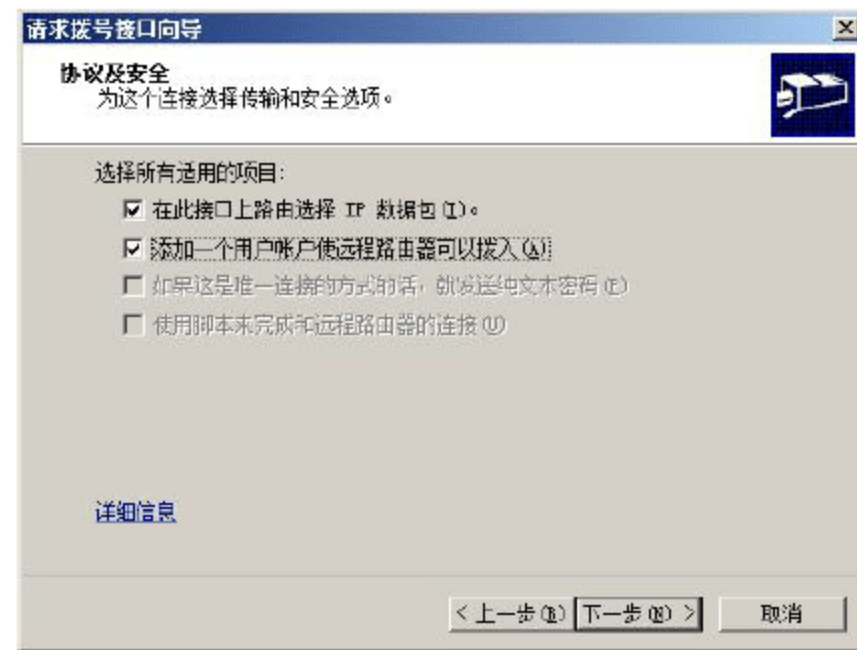 请求拨号接口向导
协议及安全
为这个连接选择传输和安全选项。
选择所有适用的项目:
在此接口上路由选择 IP 数据包(I)。
添加一个用户帐户使远程路由器可以拨入(A)
如果这是唯一连接的方式的话，就发送纯文本密码(E)
使用脚本来完成和远程路由器的连接(U)
详细信息
< 上一步(B)
下一步(N) >
取消